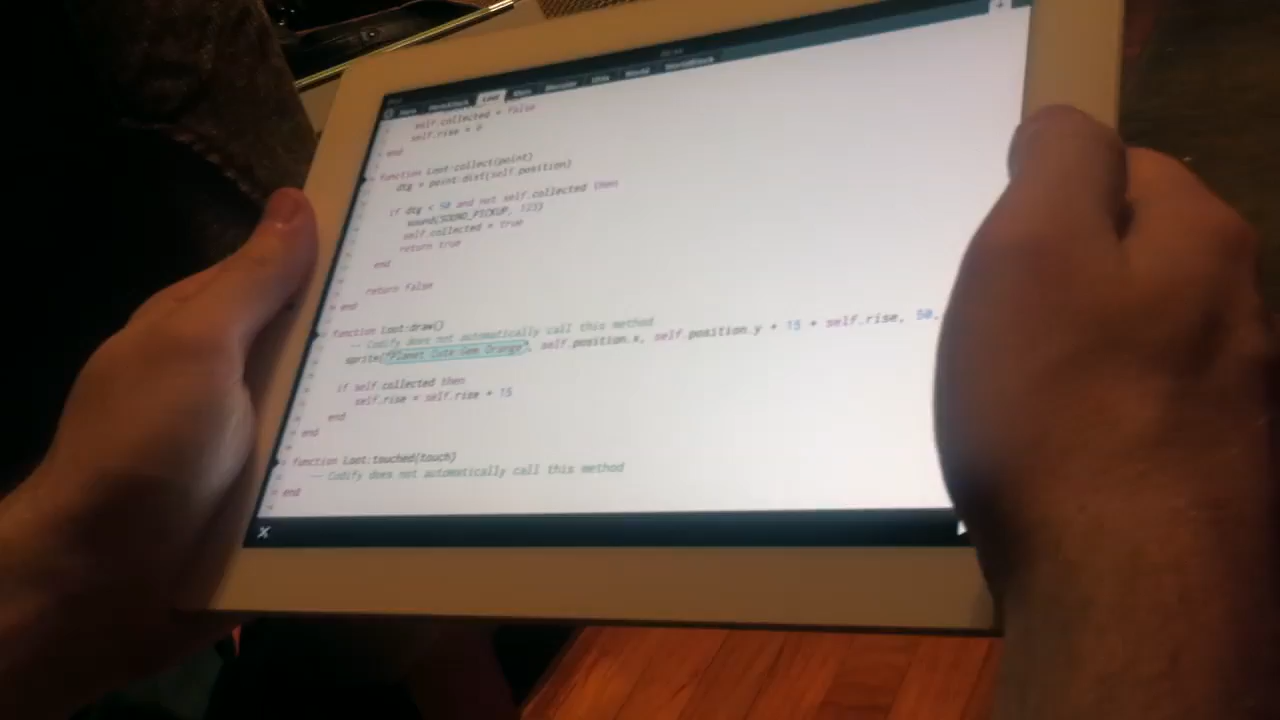 Loot
self.collected = false
self.rise = 0
end
function Loot:collect(point)
dtg = point:dist(self.position)
if dtg < 50 and not self.collected then
sound(SOUND_PICKUP, 123)
self.collected = true
return true
end
return false
end
function Loot:draw()
-- Codify does not automatically call this method
sprite("Planet Cute Gem Orange", self.position.x, self.position.y + 15 + self.rise, 50,
if self.collected then
self.rise = self.rise + 15
end
end
function Loot:touched(touch)
-- Codify does not automatically call this method
end